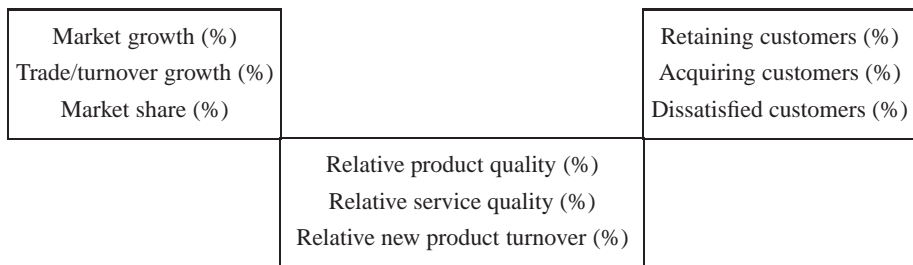 Market growth (%)
Trade/turnover growth (%)
Market share (%)
Retaining customers (%)
Acquiring customers (%)
Dissatisfied customers (%)
Relative product quality (%)
Relative service quality (%)
Relative new product turnover (%)